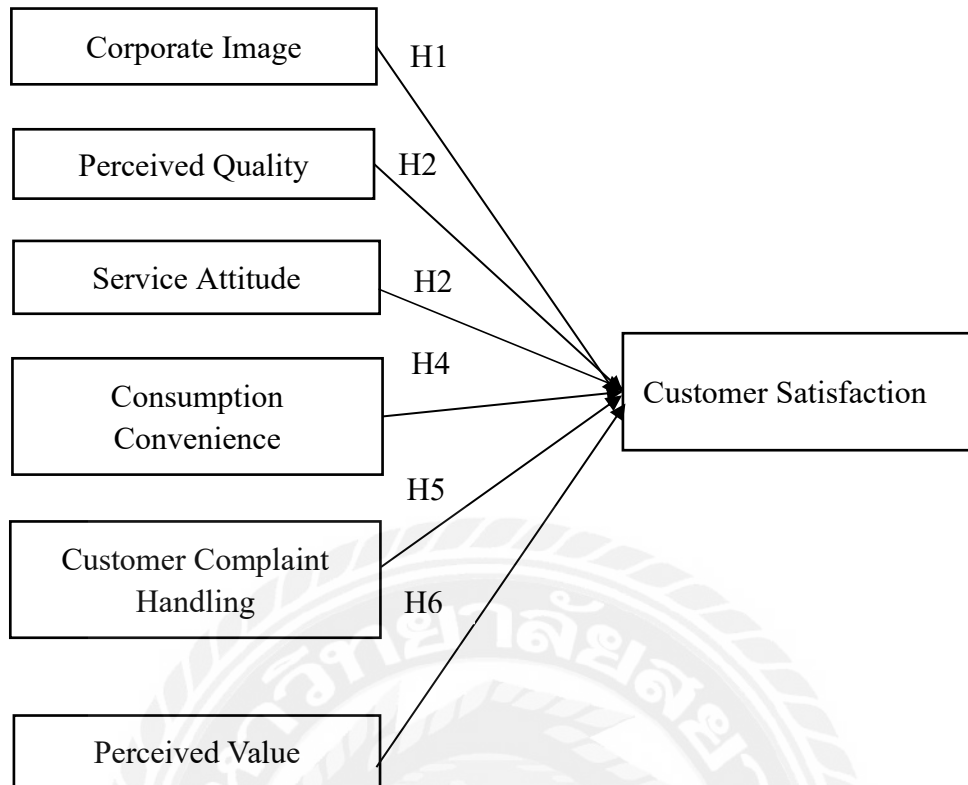 Corporate Image
H1
Perceived Quality
H2
Service Attitude
H2
H4
Consumption
Convenience
Customer Satisfaction
H5
Customer Complaint
Handling
H6
Perceived Value